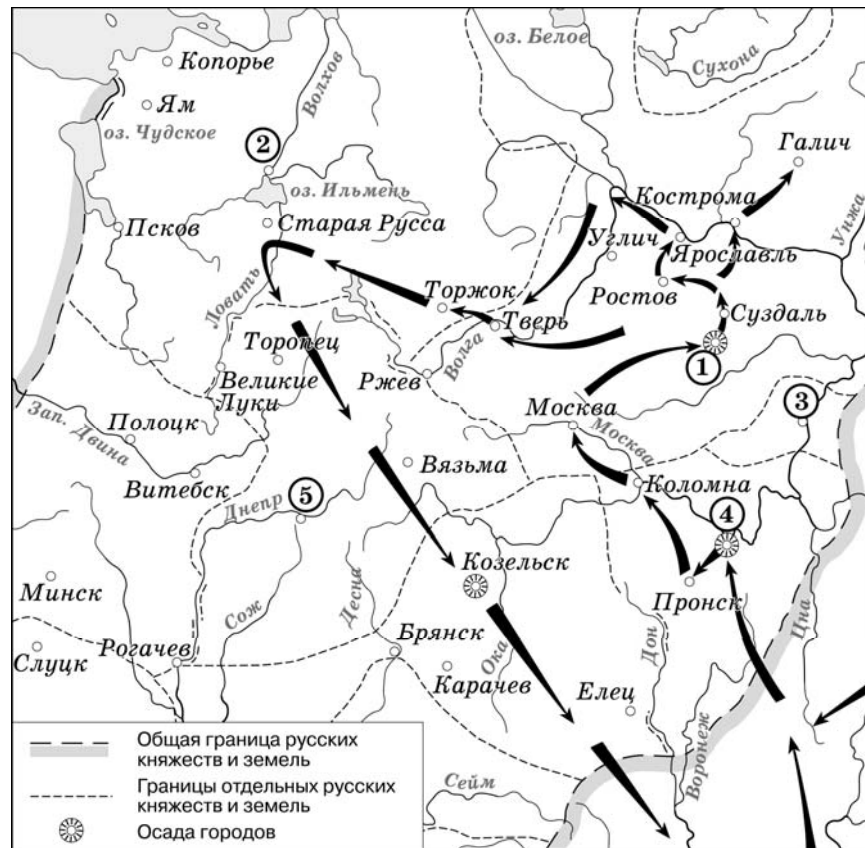 оз. Белое
Сухона
Копорье
Волхов
Ям
оз. Чудское
2
Галич
оз. Ильмень
Кострома
Унжа
Псков
Старая Русса
Углич
Ярославль
Ловать
Торжок
Ростов
Тверь
Суздаль
Торопец
Волга
1
Великие
Луки
Ржев
Зап. Двина
Москва
3
Полоцк
Москва
Витебск
5
Вязьма
Коломна
Днепр
4
Козельск
Минск
Десна
Пронск
Цна
Сож
Слуцк
Рогачев
Брянск
Ока
Дон
Карачев
Елец
Воронеж
Сейм
Общая граница русских
княжеств и земель
Границы отдельных русских
княжеств и земель
Осада городов